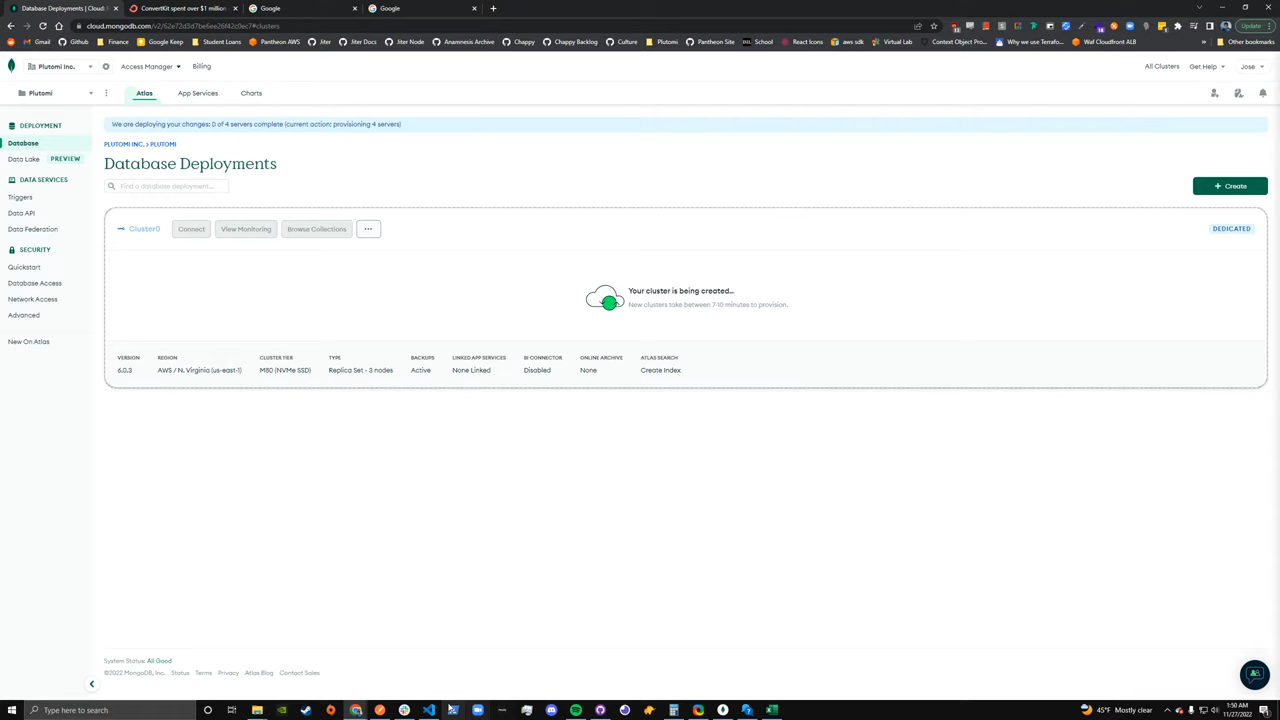 Database Deployments | Cloud:
ConvertKit spent over $1 million
Google
Google
cloud.mongodb.com/v2/62e72d3d7be6ee26f42c0ec7#clusters
Update
Gmail
Github
Finance
Google Keep
Student Loans
Pantheon AWS
Jiter
Jiter Docs
Jiter Node
Anamnesis Archive
Chappy
Chappy Backlog
Culture
Plutomi
Pantheon Site
School
React Icons
aws sdk
Virtual Lab
Context Object Pro...
Why we use Terrafo...
Waf Cloudfront ALB
»
Other bookmarks
Plutomi Inc.
Access Manager
Billing
All Clusters
Get Help
Jose
Plutomi
Atlas
App Services
Charts
DEPLOYMENT
Database
Data Lake PREVIEW
DATA SERVICES
Triggers
Data API
Data Federation
SECURITY
Quickstart
Database Access
Network Access
Advanced
New On Atlas
We are deploying your changes: 0 of 4 servers complete (current action: provisioning 4 servers)
PLUTOMI INC. > PLUTOMI
Database Deployments
Find a database deployment...
+ Create
Cluster0
Connect
View Monitoring
Browse Collections
...
DEDICATED
Your cluster is being created...
New clusters take between 7-10 minutes to provision.
VERSION
6.0.3
REGION
AWS / N. Virginia (us-east-1)
CLUSTER TIER
M80 (NVMe SSD)
TYPE
Replica Set - 3 nodes
BACKUPS
Active
LINKED APP SERVICES
None Linked
BI CONNECTOR
Disabled
ONLINE ARCHIVE
None
ATLAS SEARCH
Create Index
System Status: All Good
©2022 MongoDB, Inc.
Status
Terms
Privacy
Atlas Blog
Contact Sales
Type here to search
45°F Mostly clear
1:50 AM
11/27/2022